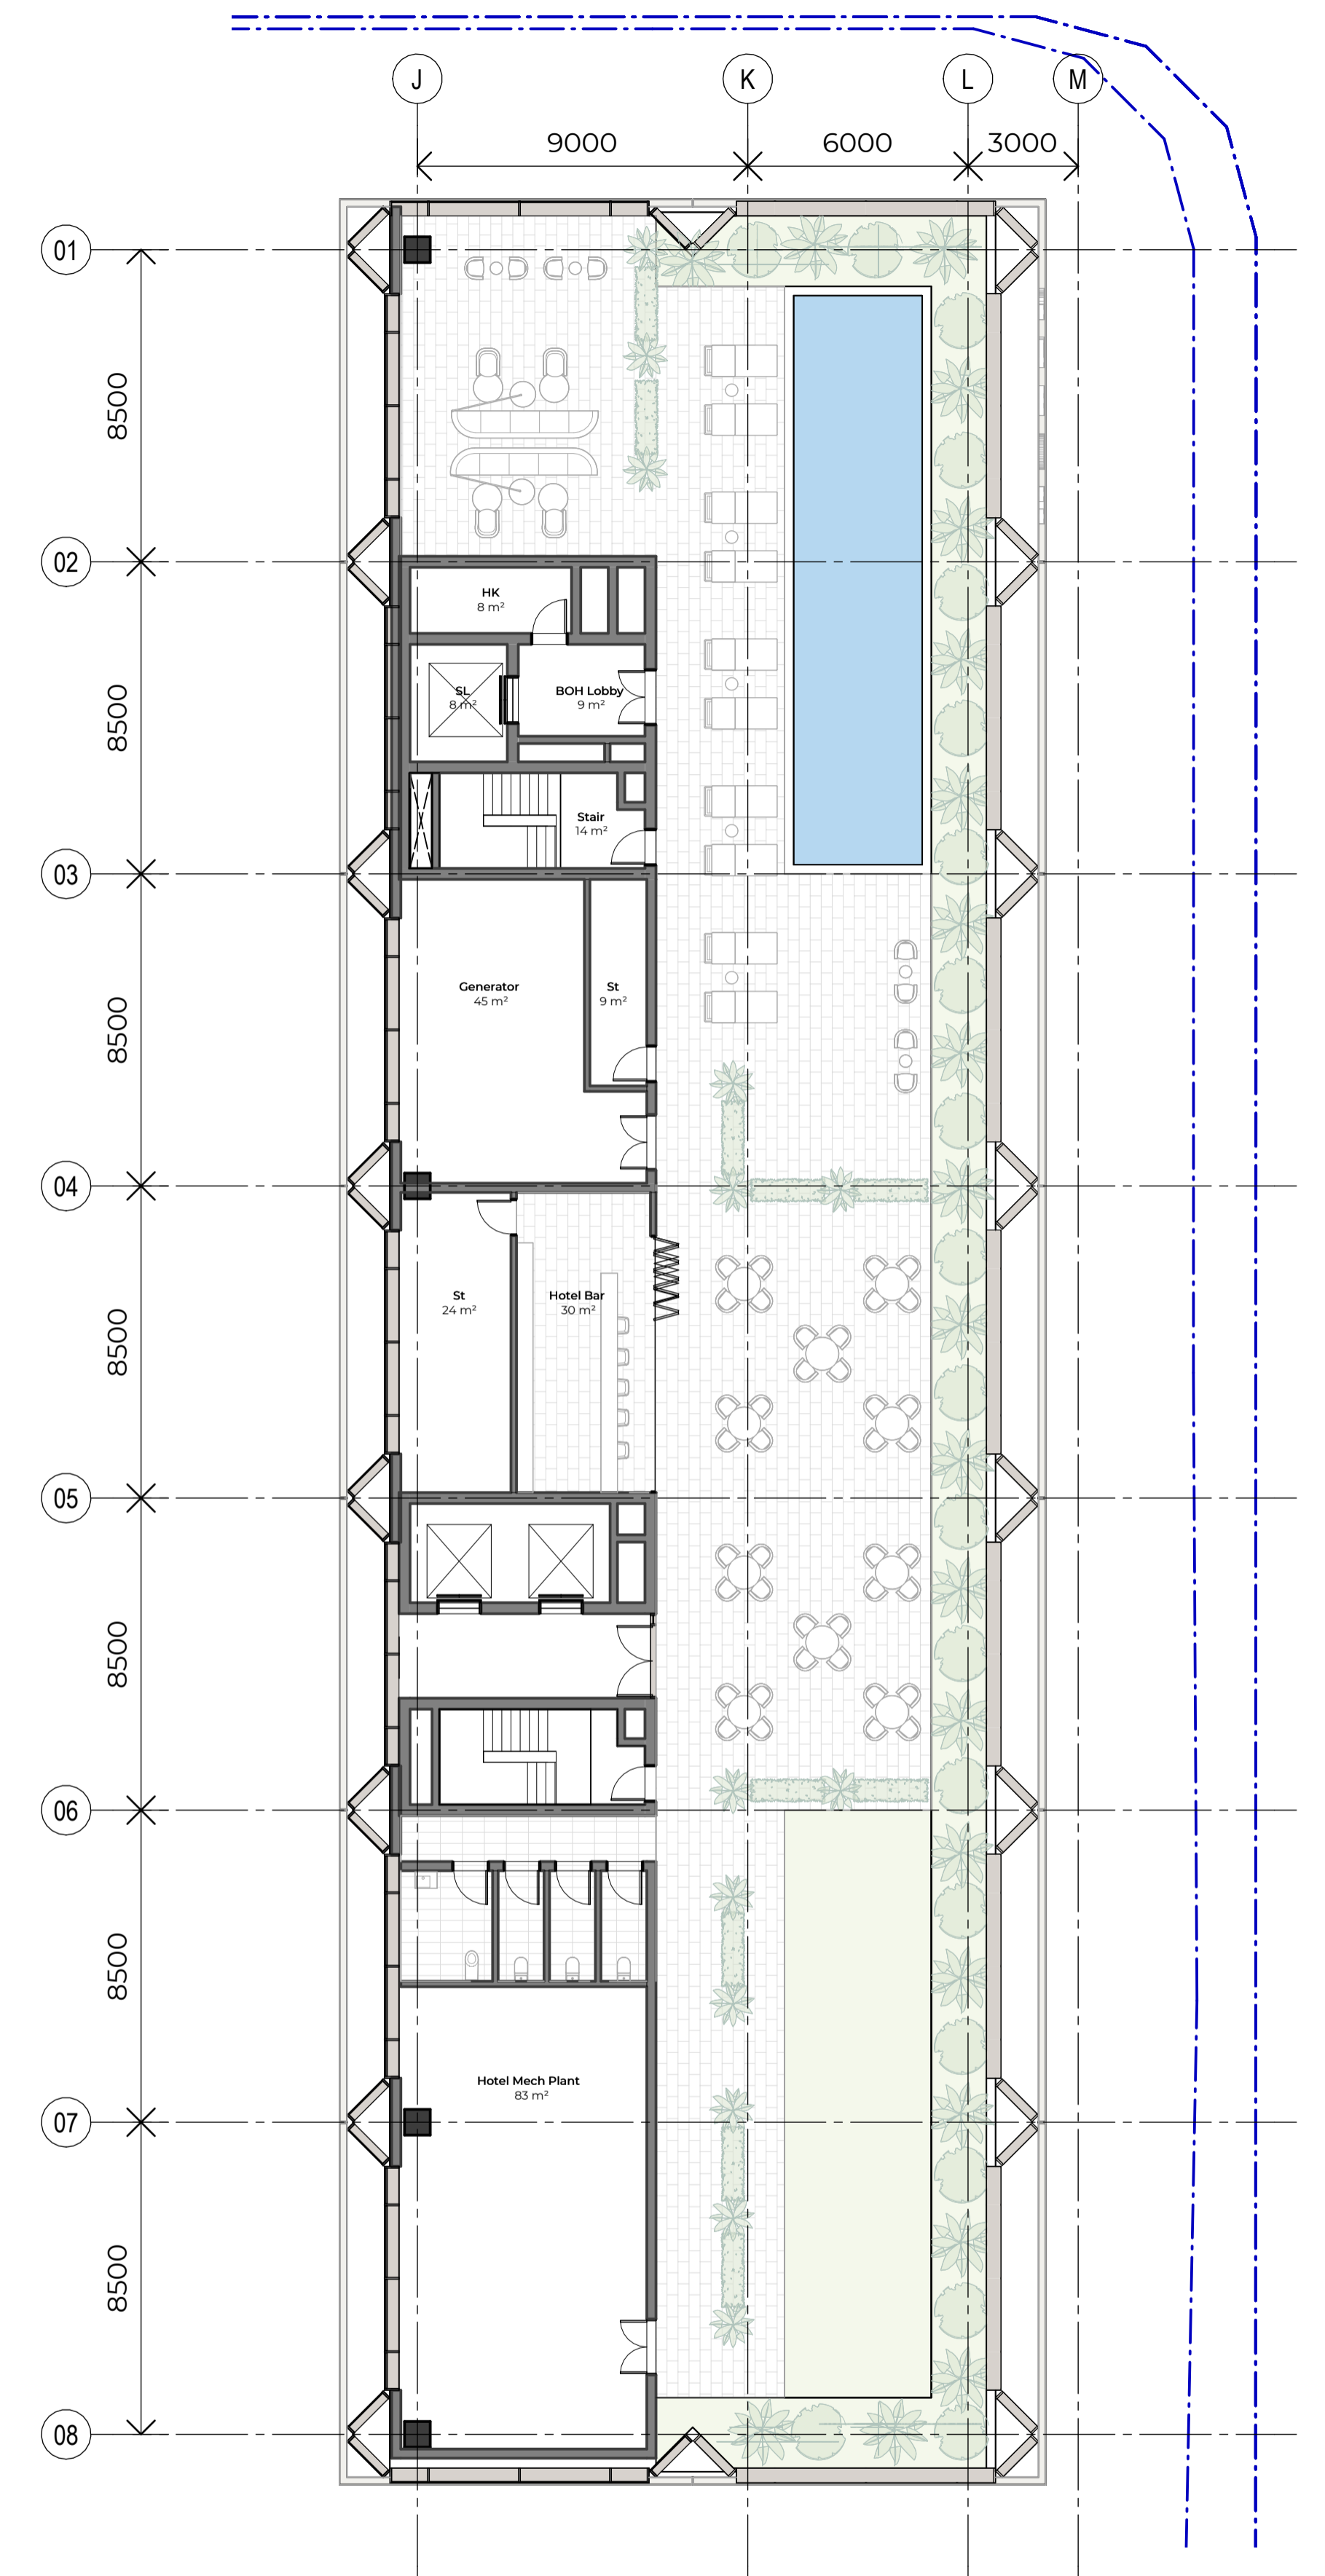 J
K
L
M
9000
6000
3000
01
8500
02
HK
8 m²
SL
8 m²
BOH Lobby
9 m²
8500
Stair
14 m²
03
Generator
45 m²
St
9 m²
8500
04
St
24 m²
Hotel Bar
30 m²
8500
05
8500
06
8500
Hotel Mech Plant
83 m²
07
8500
08